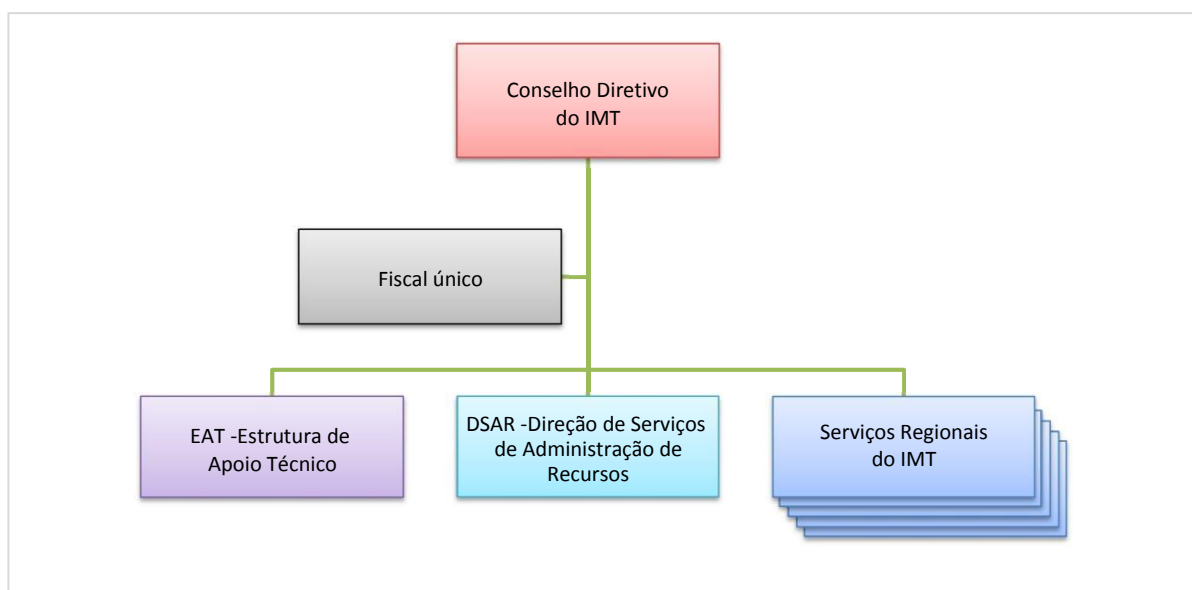 Conselho Diretivo
do IMT
Fiscal único
EAT -Estrutura de
Apoio Técnico
DSAR -Direção de Serviços
de Administração de
Recursos
Serviços Regionais
do IMT